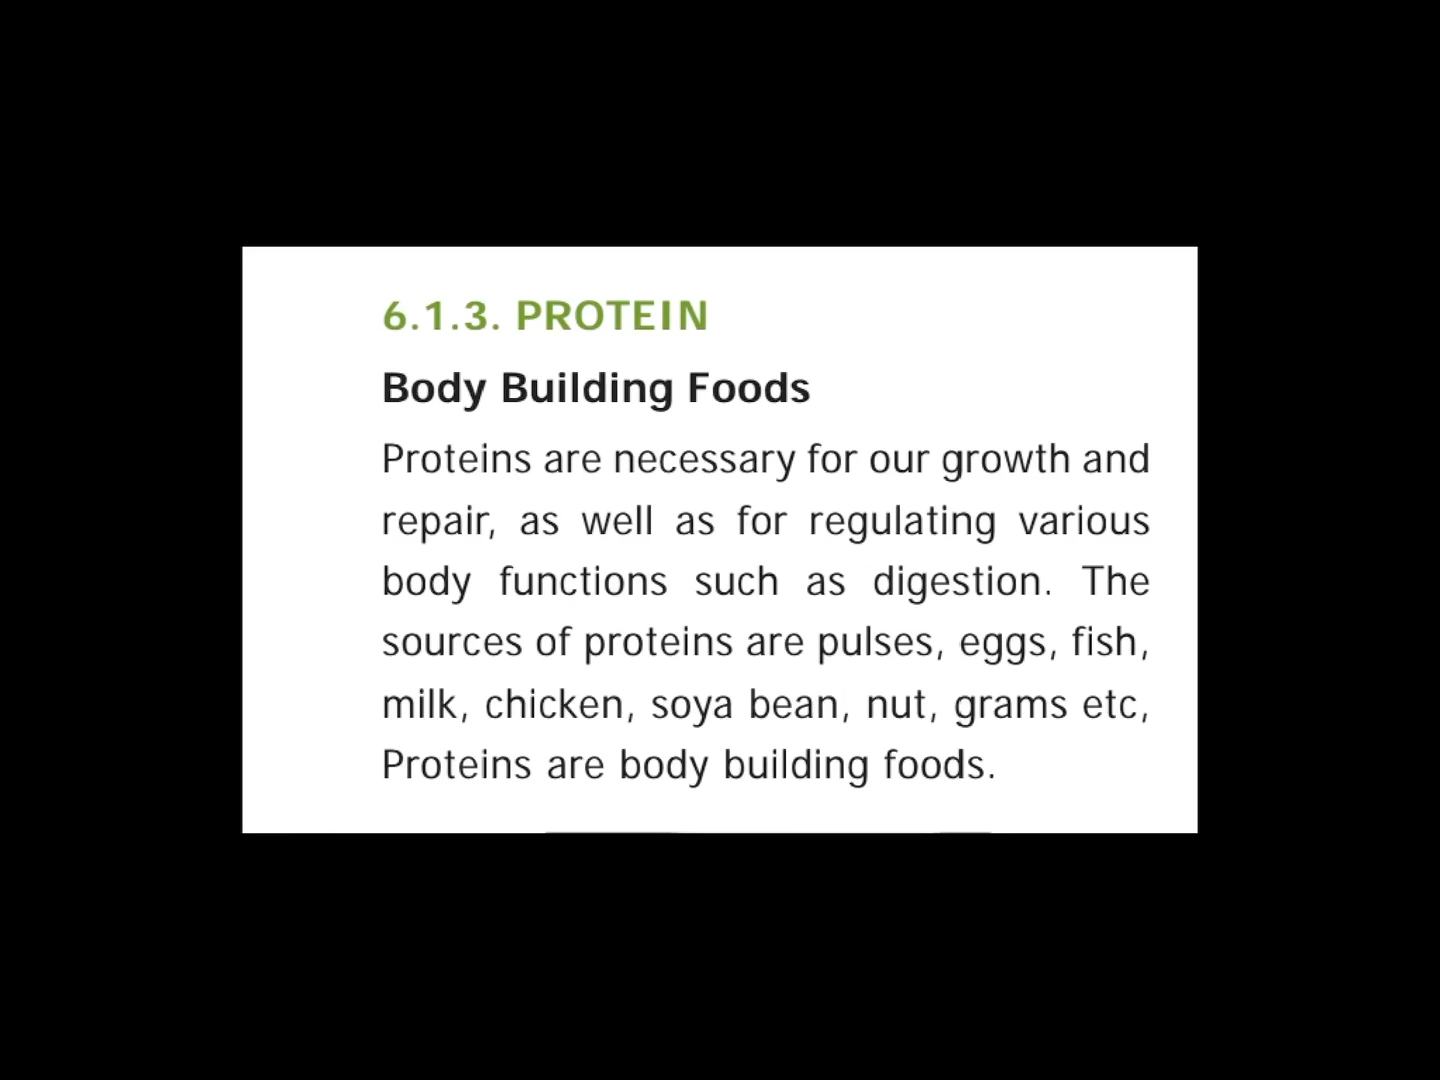 6.1.3. PROTEIN
Body Building Foods
Proteins are necessary for our growth and
repair, as well as for regulating various
body functions such as digestion. The
sources of proteins are pulses, eggs, fish,
milk, chicken, soya bean, nut, grams etc,
Proteins are body building foods.